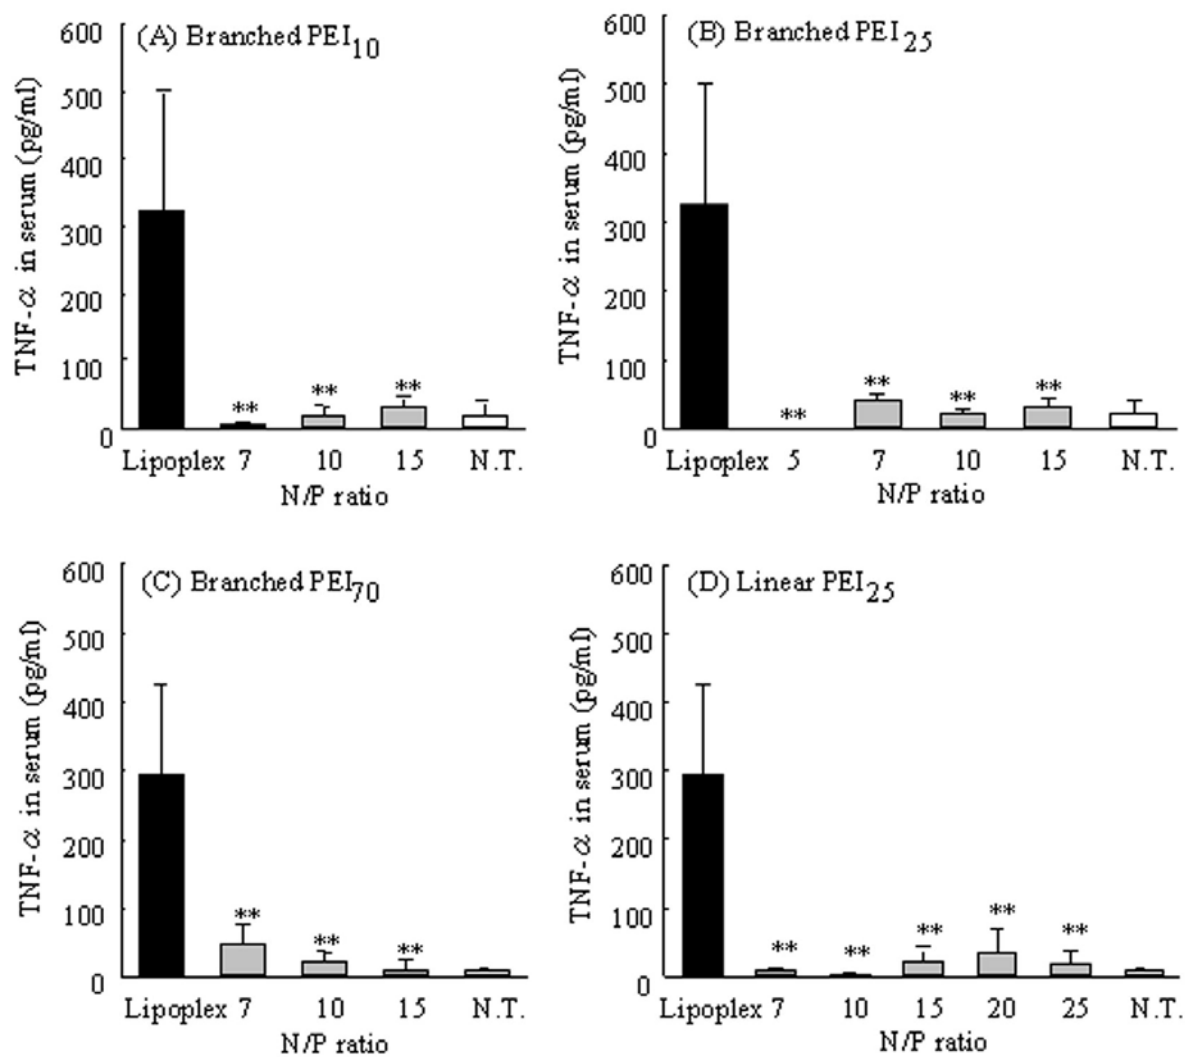 (A) Branched PEI10
TNF-α in serum (pg/ml)
600
500
400
300
200
100
0
** ** **
Lipoplex 7 10 15 N.T.
N/P ratio
(B) Branched PEI25
TNF-α in serum (pg/ml)
600
500
400
300
200
100
0
** ** ** **
Lipoplex 5 7 10 15 N.T.
N/P ratio
(C) Branched PEI70
TNF-α in serum (pg/ml)
600
500
400
300
200
100
0
** ** **
Lipoplex 7 10 15 N.T.
N/P ratio
(D) Linear PEI25
TNF-α in serum (pg/ml)
600
500
400
300
200
100
0
** ** ** ** **
Lipoplex 7 10 15 20 25 N.T.
N/P ratio